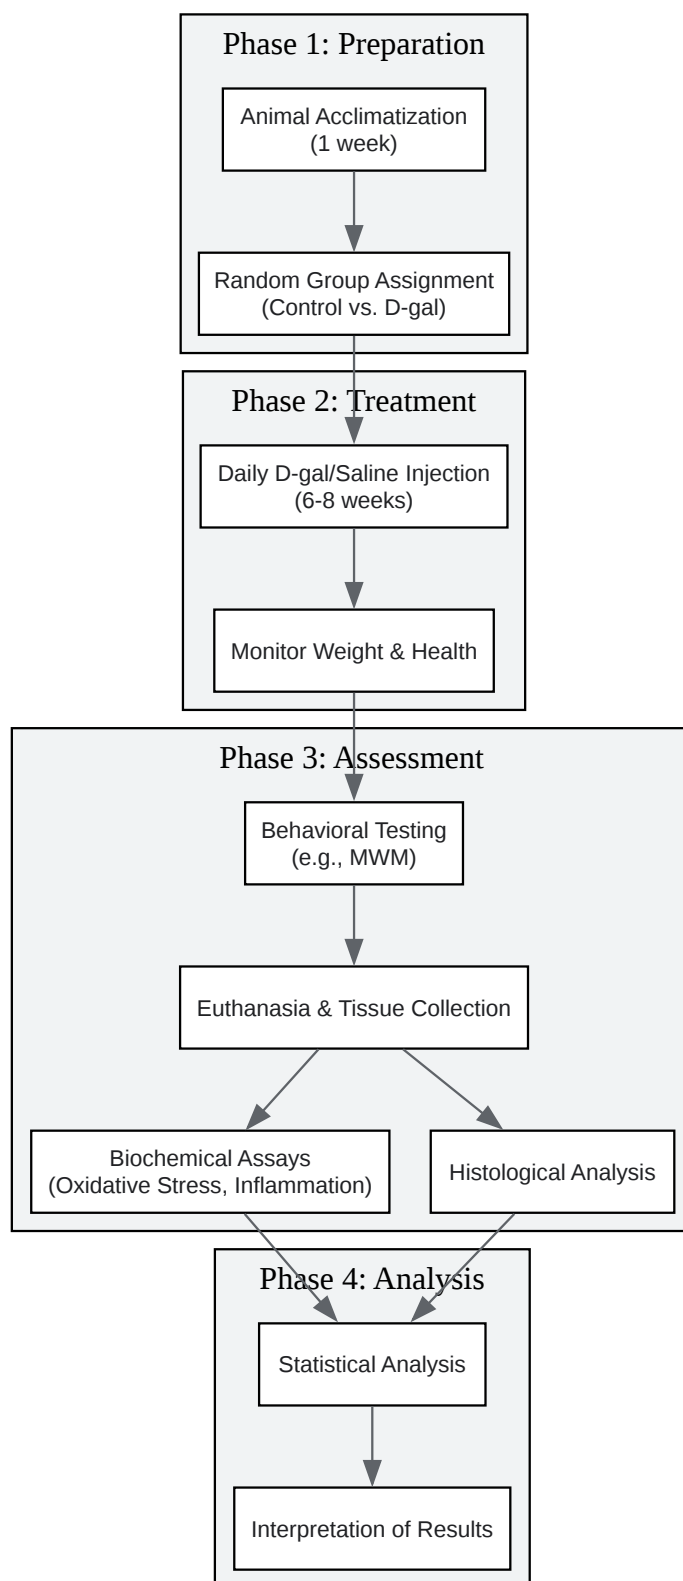 Phase 1: Preparation
Animal Acclimatization
(1 week)
Random Group Assignment
(Control vs. D-gal)
Phase 2: Treatment
Daily D-gal/Saline Injection
(6-8 weeks)
Monitor Weight & Health
Phase 3: Assessment
Behavioral Testing
(e.g., MWM)
Euthanasia & Tissue Collection
Biochemical Assays
(Oxidative Stress, Inflammation)
Histological Analysis
Phase 4: Analysis
Statistical Analysis
Interpretation of Results